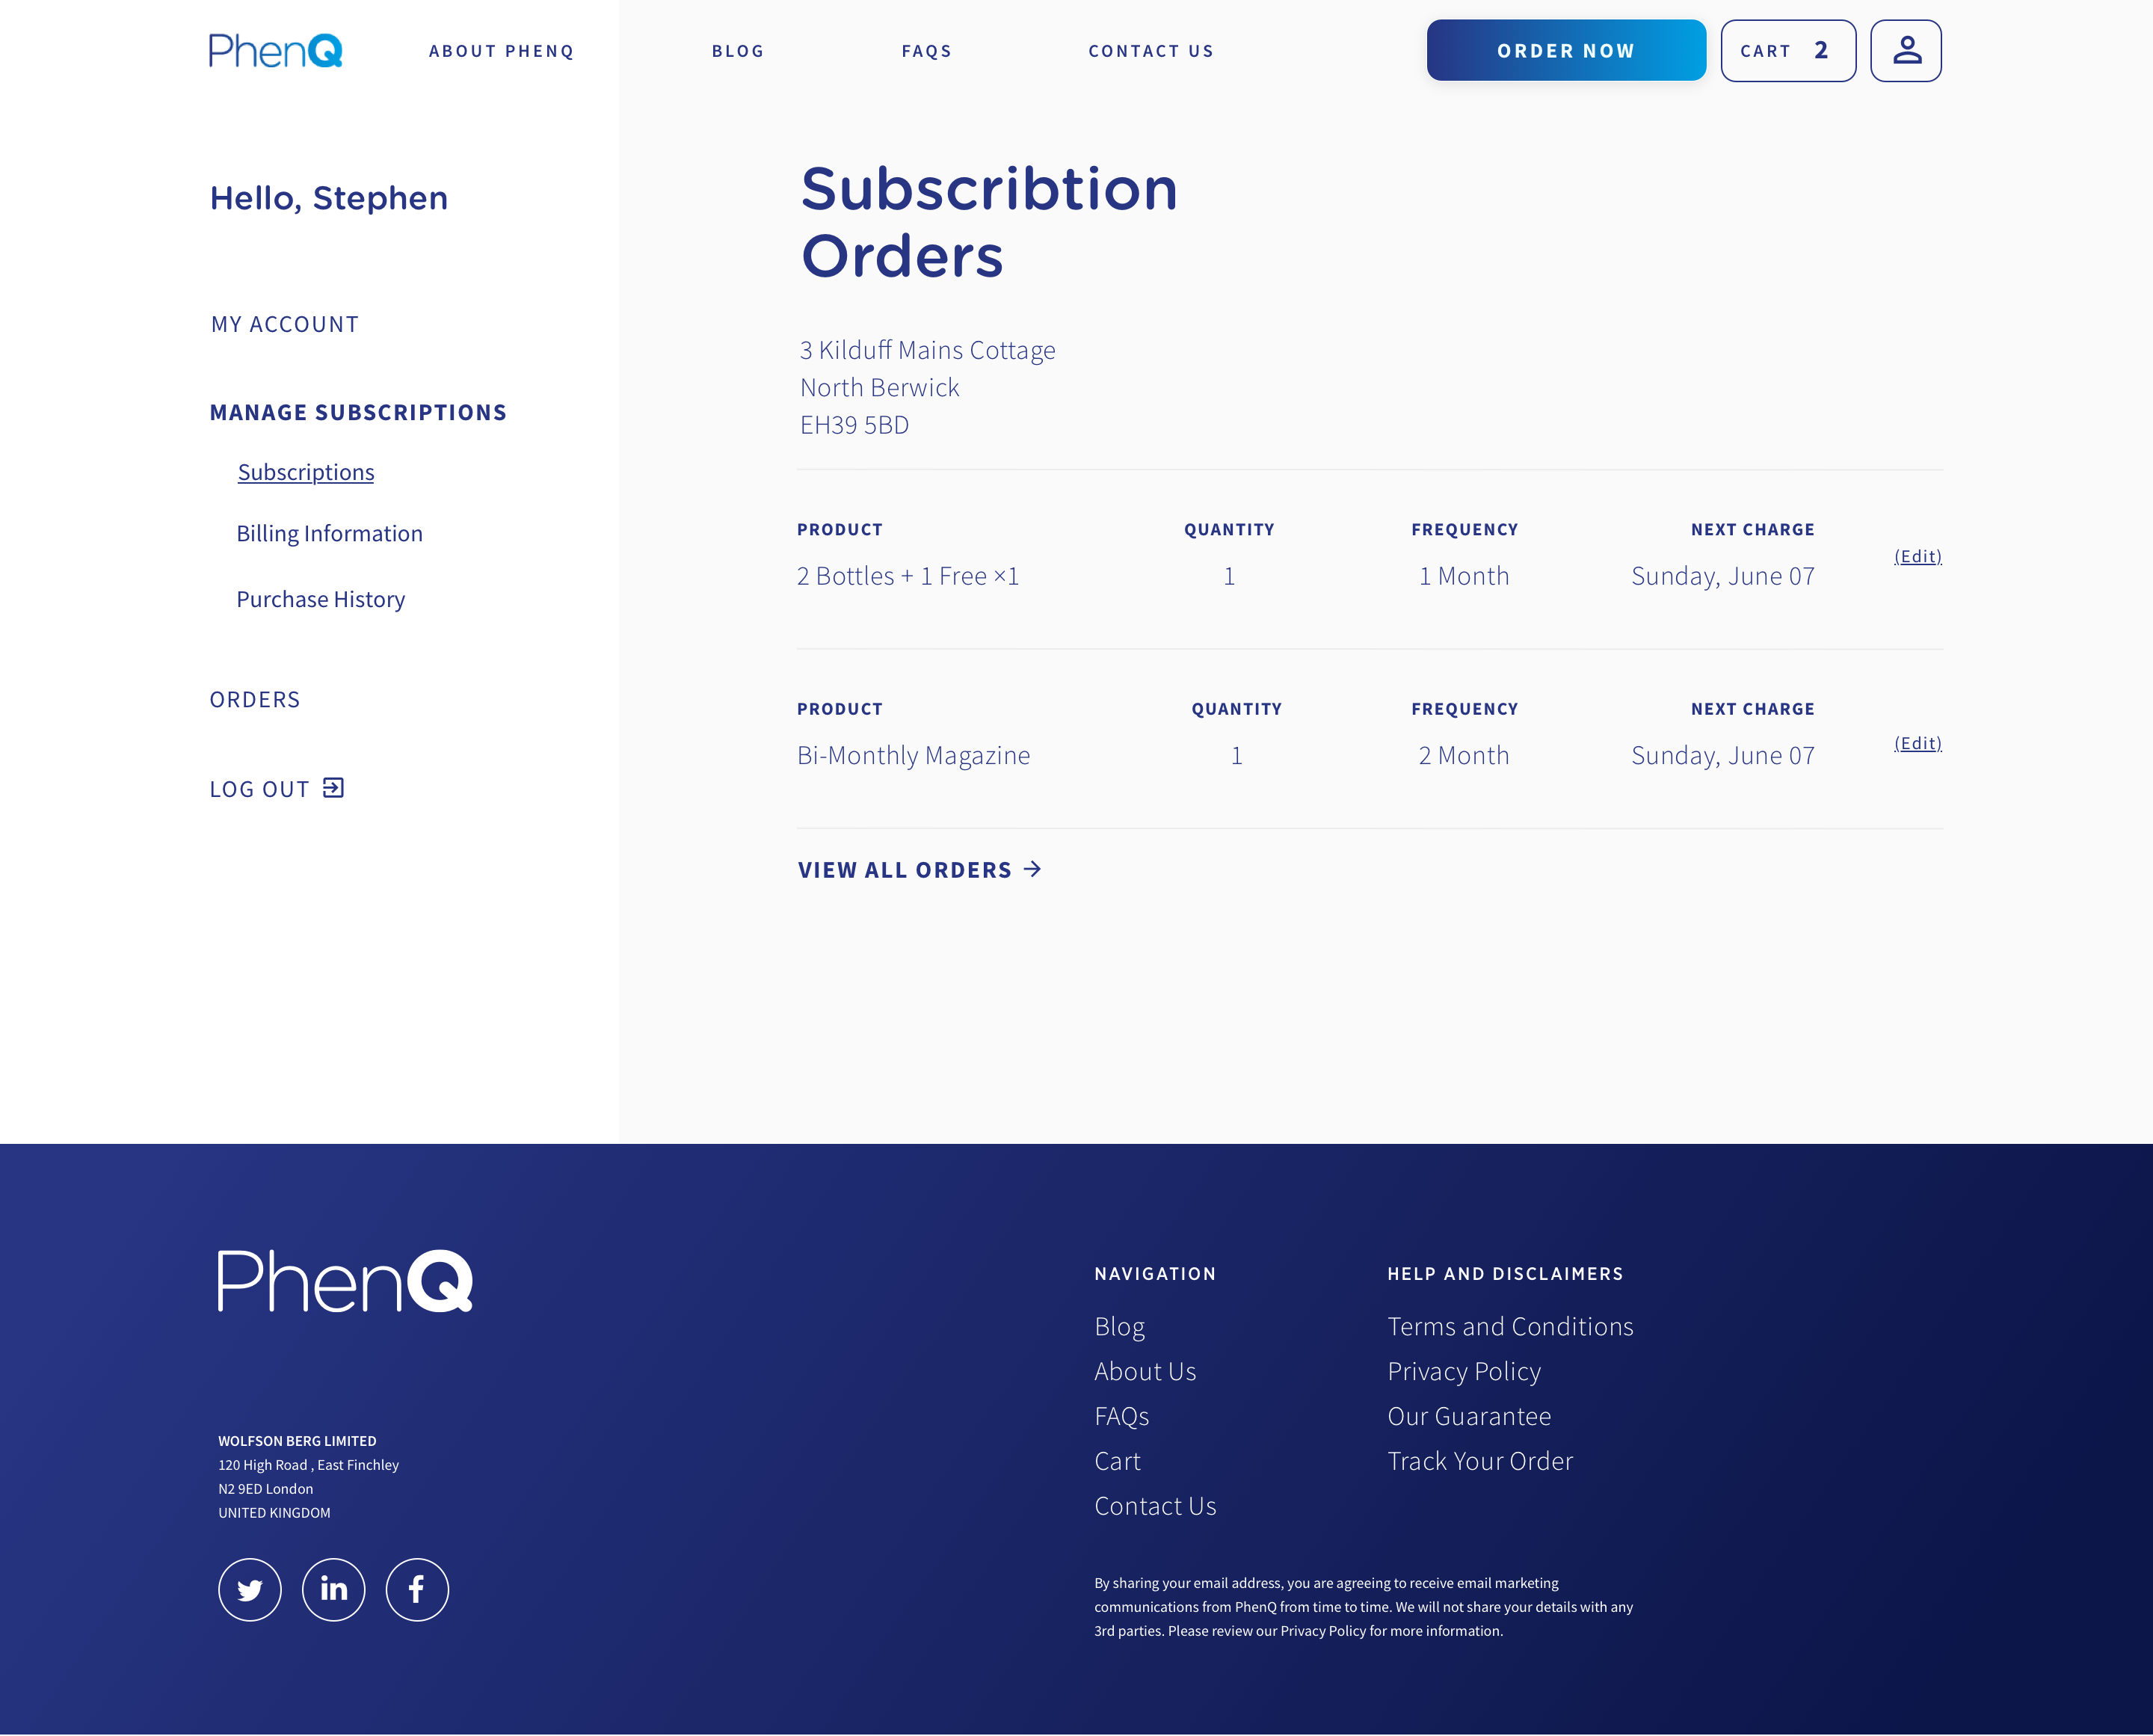 PhenQ
ABOUT PHENQ
BLOG
FAQS
CONTACT US
ORDER NOW
CART 2
Hello, Stephen
MY ACCOUNT
MANAGE SUBSCRIPTIONS
Subscriptions
Billing Information
Purchase History
ORDERS
LOG OUT
Subscribtion
Orders
3 Kilduff Mains Cottage
North Berwick
EH39 5BD
PRODUCT QUANTITY FREQUENCY NEXT CHARGE
(Edit)
2 Bottles + 1 Free ×1 1 1 Month Sunday, June 07
PRODUCT QUANTITY FREQUENCY NEXT CHARGE
(Edit)
Bi-Monthly Magazine 1 2 Month Sunday, June 07
VIEW ALL ORDERS →
PhenQ
WOLFSON BERG LIMITED
120 High Road , East Finchley
N2 9ED London
UNITED KINGDOM
in
f
NAVIGATION
Blog
About Us
FAQs
Cart
Contact Us
HELP AND DISCLAIMERS
Terms and Conditions
Privacy Policy
Our Guarantee
Track Your Order
By sharing your email address, you are agreeing to receive email marketing
communications from PhenQ from time to time. We will not share your details with any
3rd parties. Please review our Privacy Policy for more information.